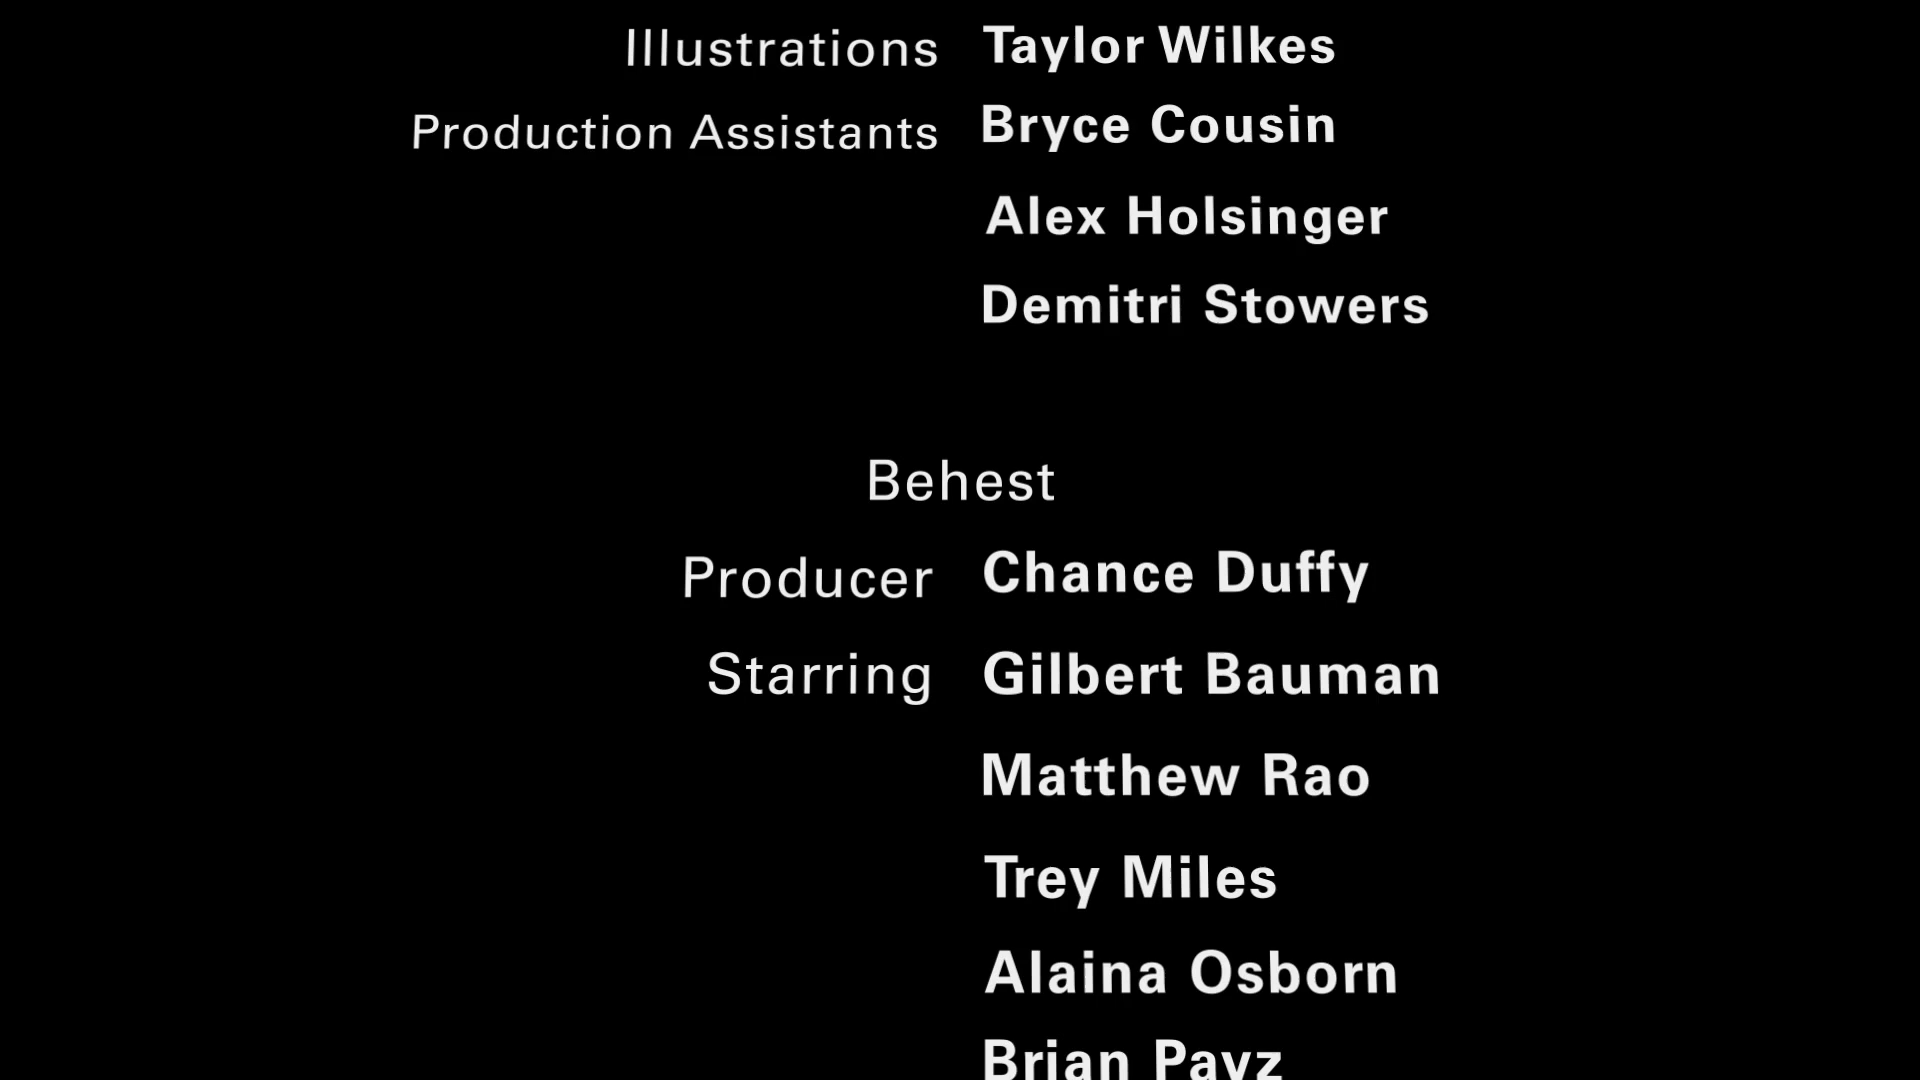 Illustrations Taylor Wilkes
Production Assistants Bryce Cousin
Alex Holsinger
Demitri Stowers
Behest
Producer Chance Duffy
Starring Gilbert Bauman
Matthew Rao
Trey Miles
Alaina Osborn
Brian Payz